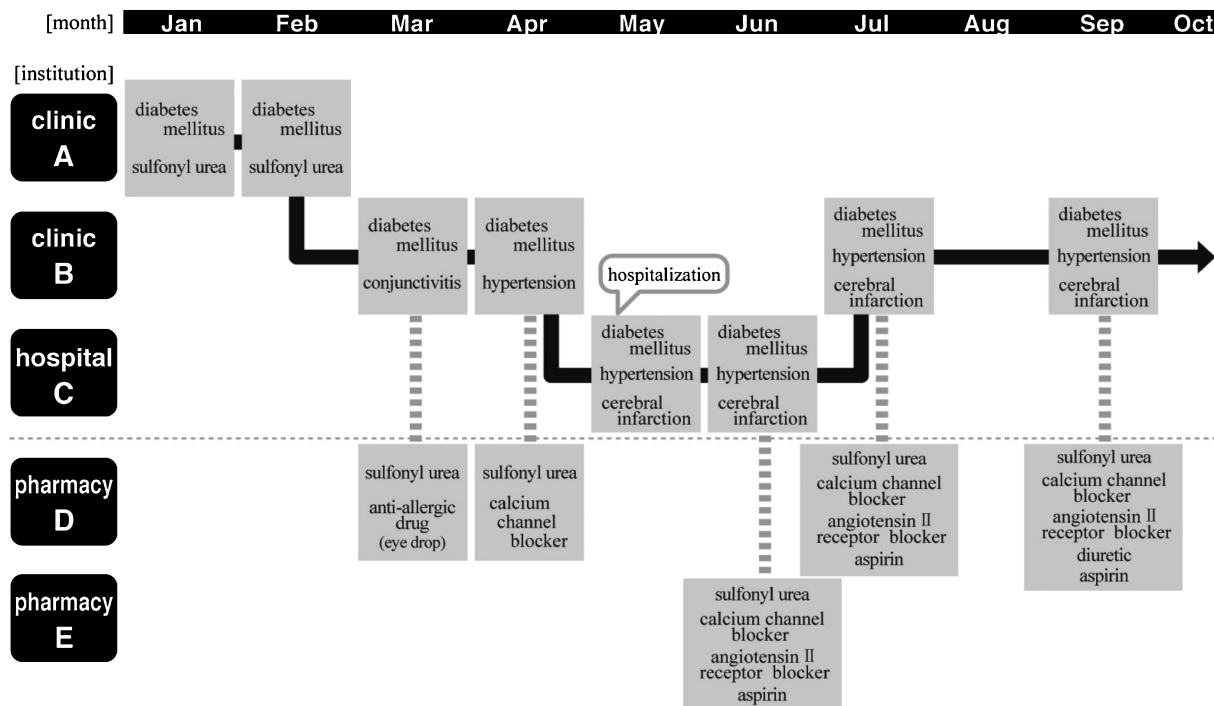 [month] Jan Feb Mar Apr May Jun Jul Aug Sep Oct
[institution]
clinic
A
diabetes
mellitus
sulfonyl urea
diabetes
mellitus
sulfonyl urea
clinic
B
diabetes
mellitus
conjunctivitis
diabetes
mellitus
hypertension
hospitalization
diabetes
mellitus
hypertension
cerebral
infarction
diabetes
mellitus
hypertension
cerebral
infarction
hospital
C
diabetes
mellitus
hypertension
cerebral
infarction
diabetes
mellitus
hypertension
cerebral
infarction
pharmacy
D
sulfonyl urea
anti-allergic
drug
(eye drop)
sulfonyl urea
calcium
channel
blocker
sulfonyl urea
calcium channel
blocker
angiotensin II
receptor blocker
aspirin
sulfonyl urea
calcium channel
blocker
angiotensin II
receptor blocker
diuretic
aspirin
pharmacy
E
sulfonyl urea
calcium channel
blocker
angiotensin II
receptor blocker
aspirin